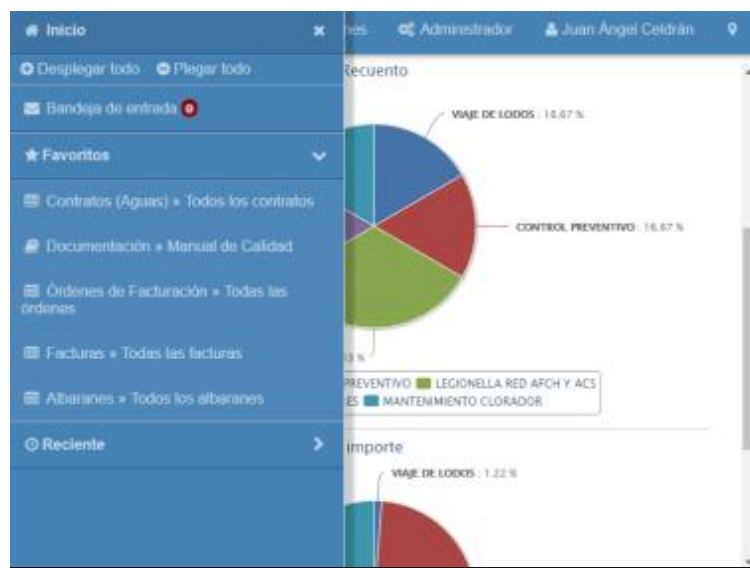 Inicio
Desplegar todo Plegar todo
Bandeja de entrada 0
Favoritos
Contratos (Aguas) » Todos los contratos
Documentación » Manual de Calidad
Órdenes de Facturación » Todas las
órdenes
Facturas » Todas las facturas
Albaranes » Todos los albaranes
Reciente
nes Administrador Juan Ángel Celdrán
Recuento
VIAJE DE LODOS : 16.67 %
CONTROL PREVENTIVO : 16.67 %
PREVENTIVO LEGIONELLA RED AFCH Y ACS
ES MANTENIMIENTO CLORADOR
importe
VIAJE DE LODOS : 1.22 %